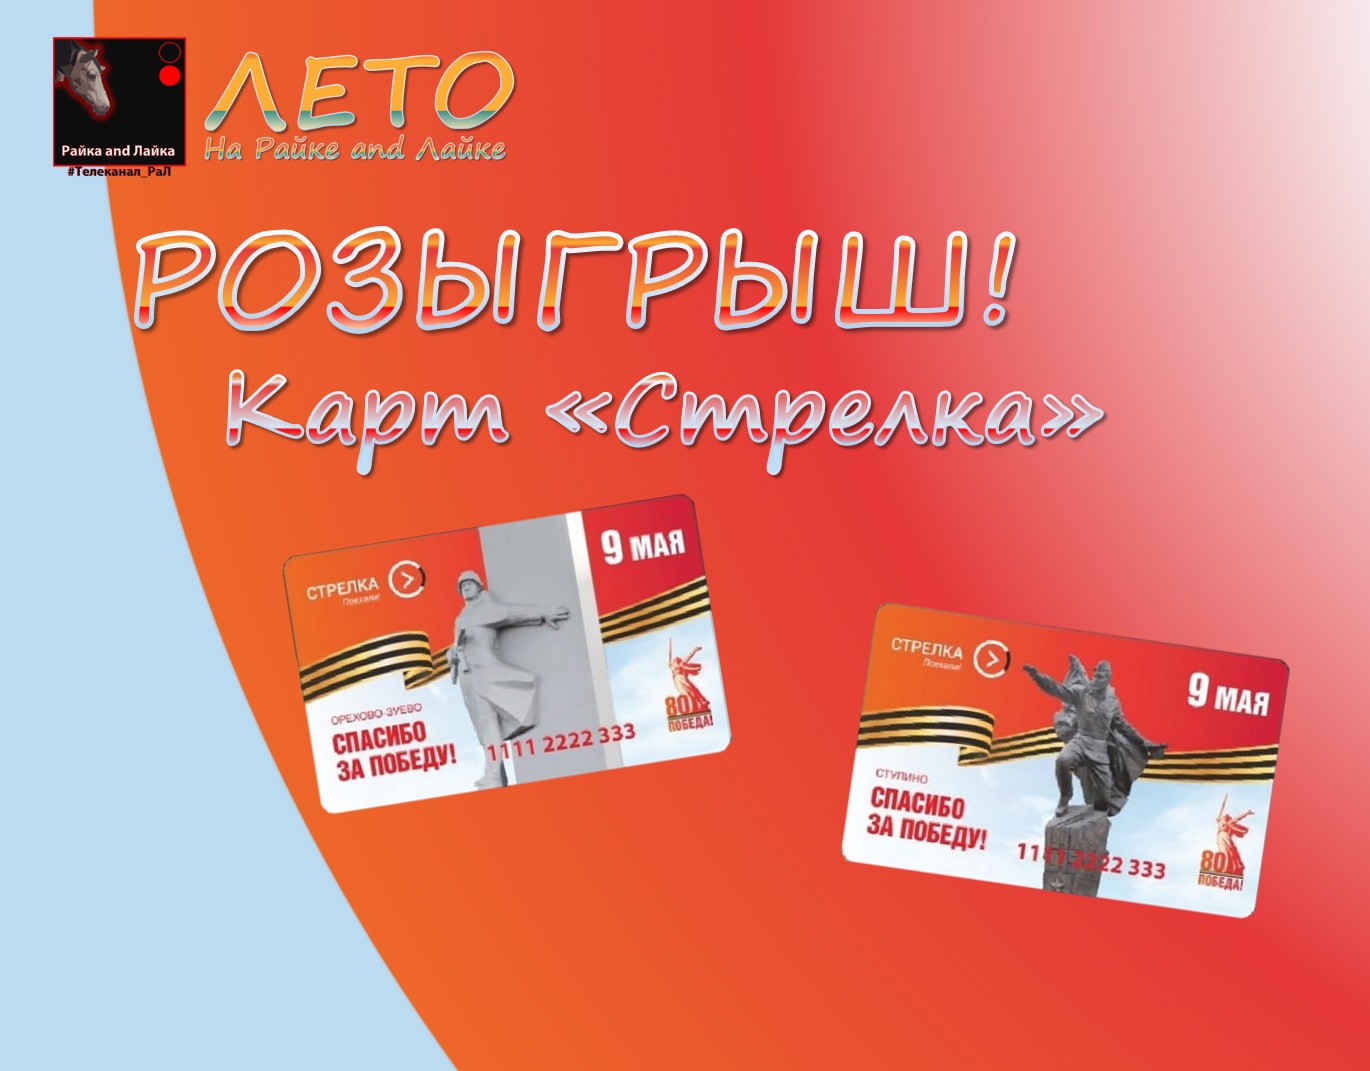 Райка and Лайка
#Телеканал_РаЛ
ЛЕТО
На Райке and Лайке
РОЗЫГРЫШ!
Карт «Стрелка»
СТРЕЛКА
Поехали!
9 МАЯ
ОРЕХОВО-ЗУЕВО
СПАСИБО
ЗА ПОБЕДУ!
1111 2222 333
80
ПОБЕДА!
СТРЕЛКА
Поехали!
9 МАЯ
СТУПИНО
СПАСИБО
ЗА ПОБЕДУ!
1111 2222 333
80
ПОБЕДА!